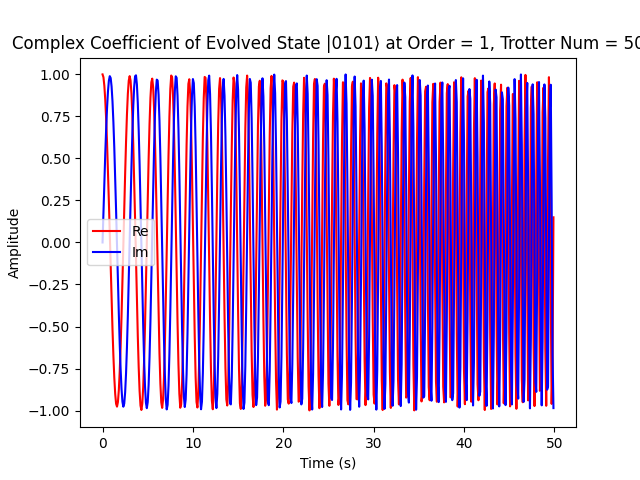 Complex Coefficient of Evolved State |0101⟩ at Order = 1, Trotter Num = 50
1.00
0.75
0.50
0.25
0.00
−0.25
−0.50
−0.75
−1.00
Amplitude
Re
Im
0 10 20 30 40 50
Time (s)